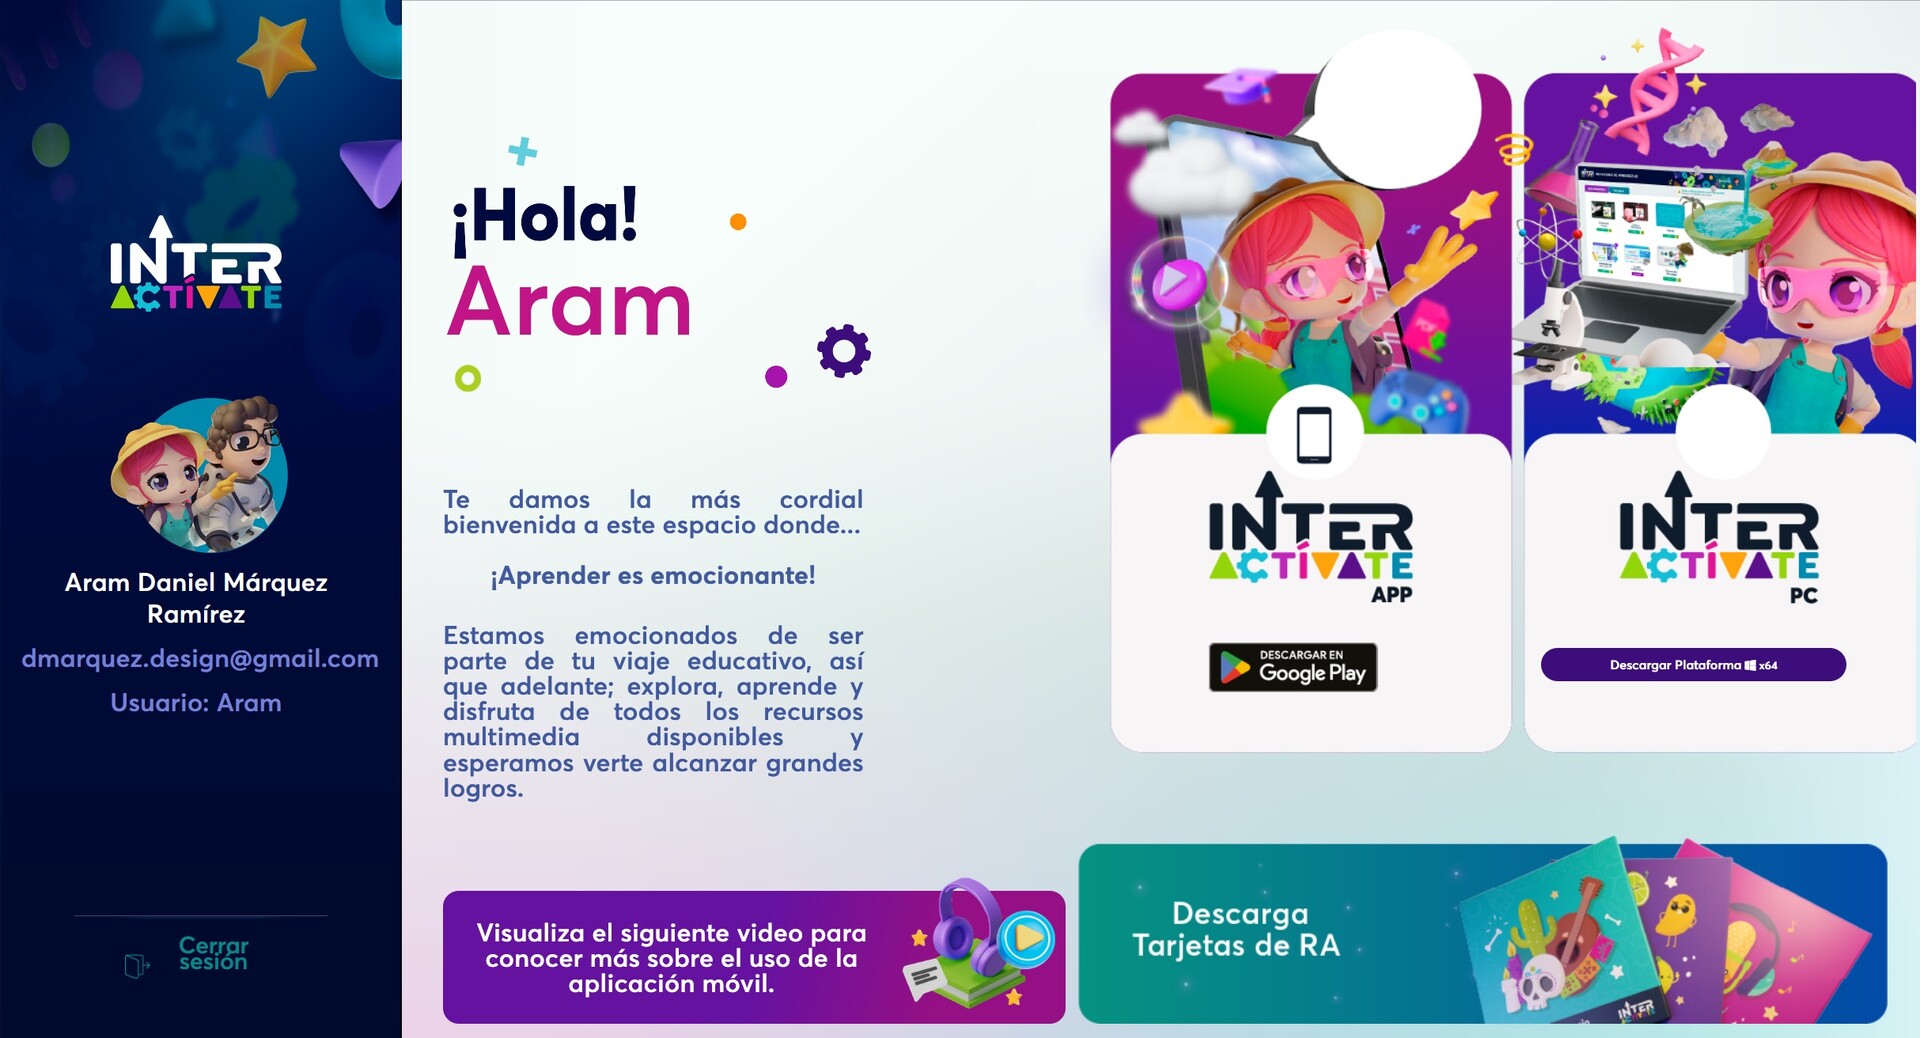 INTER
ACTÍVATE
Aram Daniel Márquez
Ramírez
dmarquez.design@gmail.com
Usuario: Aram
Cerrar
sesión
¡Hola!
Aram
Te damos la más cordial
bienvenida a este espacio donde...
¡Aprender es emocionante!
Estamos emocionados de ser
parte de tu viaje educativo, así
que adelante; explora, aprende y
disfruta de todos los recursos
multimedia disponibles y
esperamos verte alcanzar grandes
logros.
Visualiza el siguiente video para
conocer más sobre el uso de la
aplicación móvil.
PDF
INTER
ACTÍVATE
APP
DESCARGAR EN
Google Play
INTER
ACTÍVATE
PC
Descargar Plataforma x64
Descarga
Tarjetas de RA
INTER
ACTÍVATE